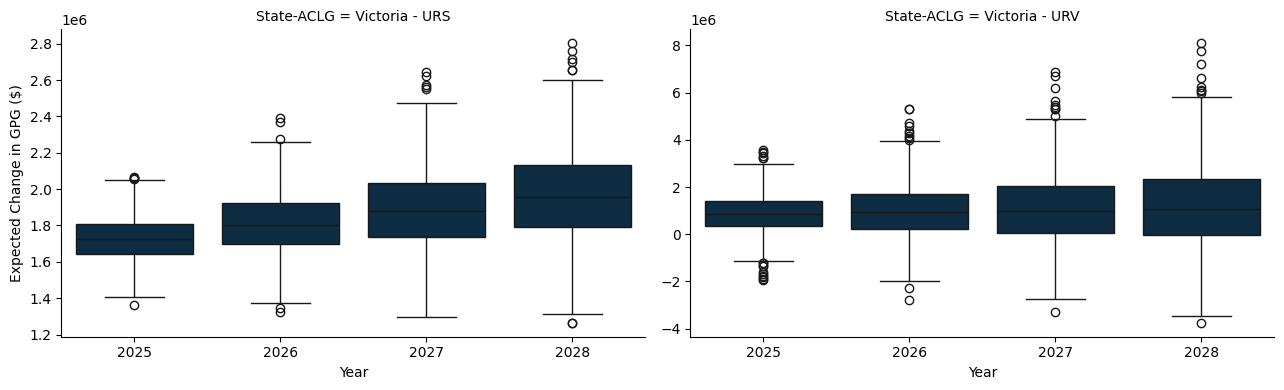 State-ACLG = Victoria - URS
1e6
2.8
2.6
2.4
2.2
2.0
1.8
1.6
1.4
1.2
Expected Change in GPG ($)
2025 2026 2027 2028
Year
State-ACLG = Victoria - URV
1e6
8
6
4
2
0
−2
−4
2025 2026 2027 2028
Year